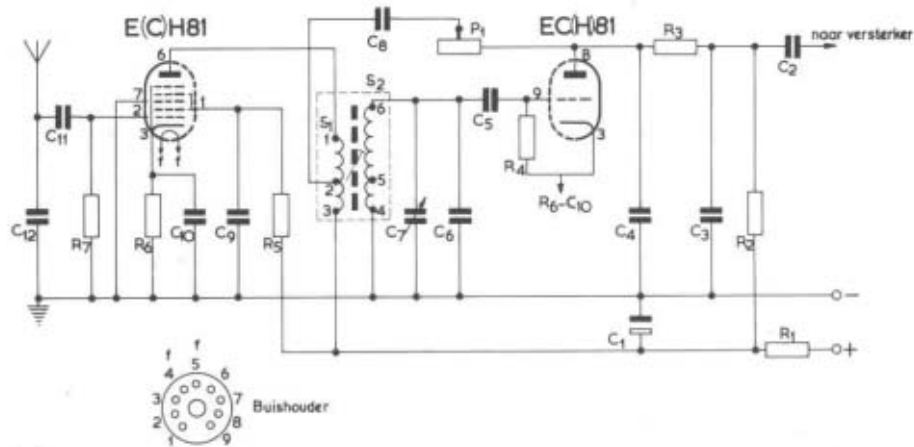 E(C)H81
EC(H)81
C8
P1
R3
naar versterker
C2
6
8
7
2
3
1
C11
S1
S2
1
2
3
6
5
4
C5
9
3
R4
R6-C10
f f
C12
R7
R6
C10
C9
R5
C7
C6
C4
C3
R2
−
C1
R1
+
f f
4 5 6
3 7
2 8
1 9
Buishouder